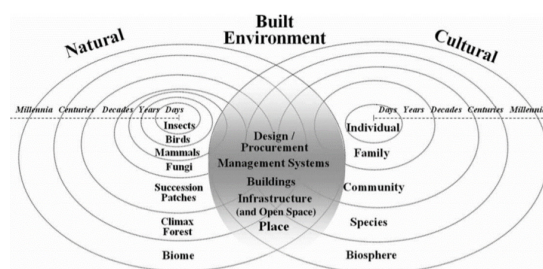 Natural
Built
Environment
Cultural
Millennia Centuries Decades Years Days
Days Years Decades Centuries Millenni
Insects
Birds
Mammals
Fungi
Succession
Patches
Climax
Forest
Biome
Design /
Procurement
Management Systems
Buildings
Infrastructure
(and Open Space)
Place
Individual
Family
Community
Species
Biosphere